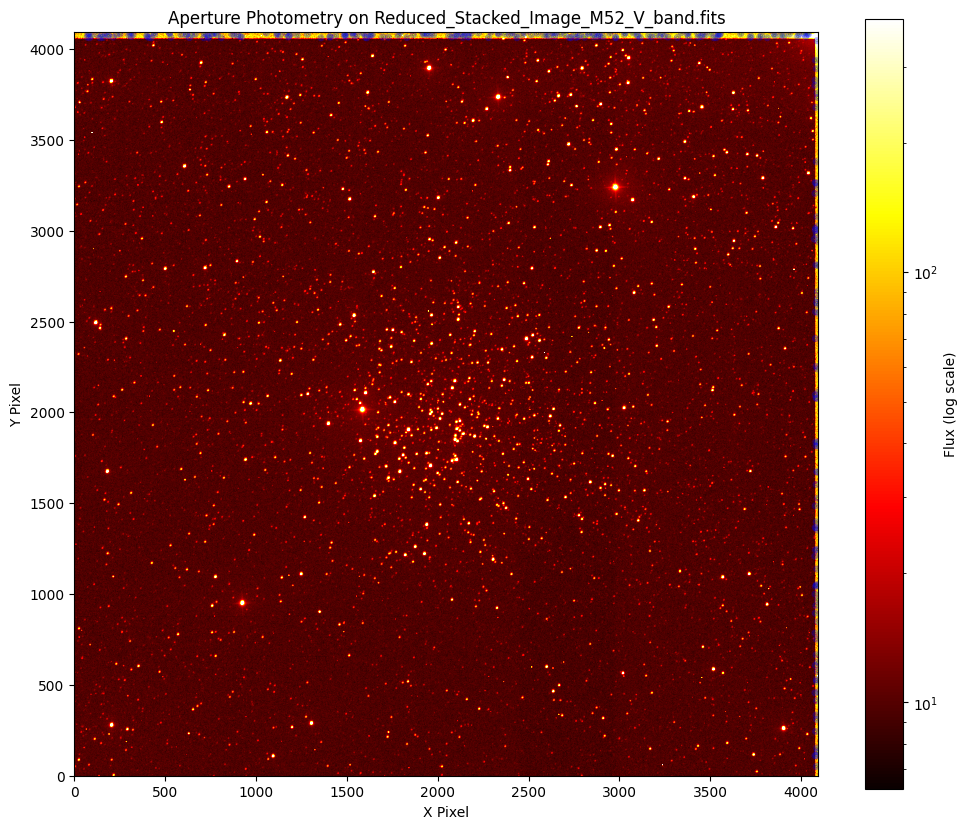 Aperture Photometry on Reduced_Stacked_Image_M52_V_band.fits
4000
3500
3000
2500
2000
1500
1000
500
0
Y Pixel
0 500 1000 1500 2000 2500 3000 3500 4000
X Pixel
10²
10¹
Flux (log scale)